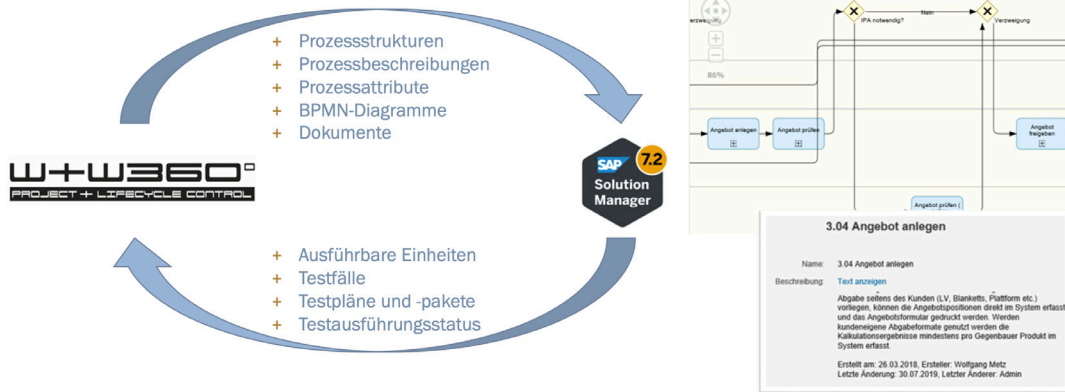 + Prozessstrukturen
+ Prozessbeschreibungen
+ Prozessattribute
+ BPMN-Diagramme
+ Dokumente
W+W360°
PROJECT + LIFECYCLE CONTROL
SAP 7.2
Solution
Manager
+ Ausführbare Einheiten
+ Testfälle
+ Testpläne und -pakete
+ Testausführungsstatus
IPA notwendig?
Nein
Verzweigung
86%
Angebot anlegen
Angebot prüfen
Angebot
freigeben
Angebot prüfen (
3.04 Angebot anlegen
Name: 3.04 Angebot anlegen
Beschreibung: Text anzeigen
Abgabe seitens des Kunden (LV, Blanketts, Plattform etc.)
vorliegen, können die Angebotspositionen direkt im System erfasst
und das Angebotsformular gedruckt werden. Werden
kundeneigene Abgabeformate genutzt werden die
Kalkulationsergebnisse mindestens pro Gegenbauer Produkt im
System erfasst.
Erstellt am: 26.03.2018, Ersteller: Wolfgang Metz
Letzte Änderung: 30.07.2019, Letzter Änderer: Admin